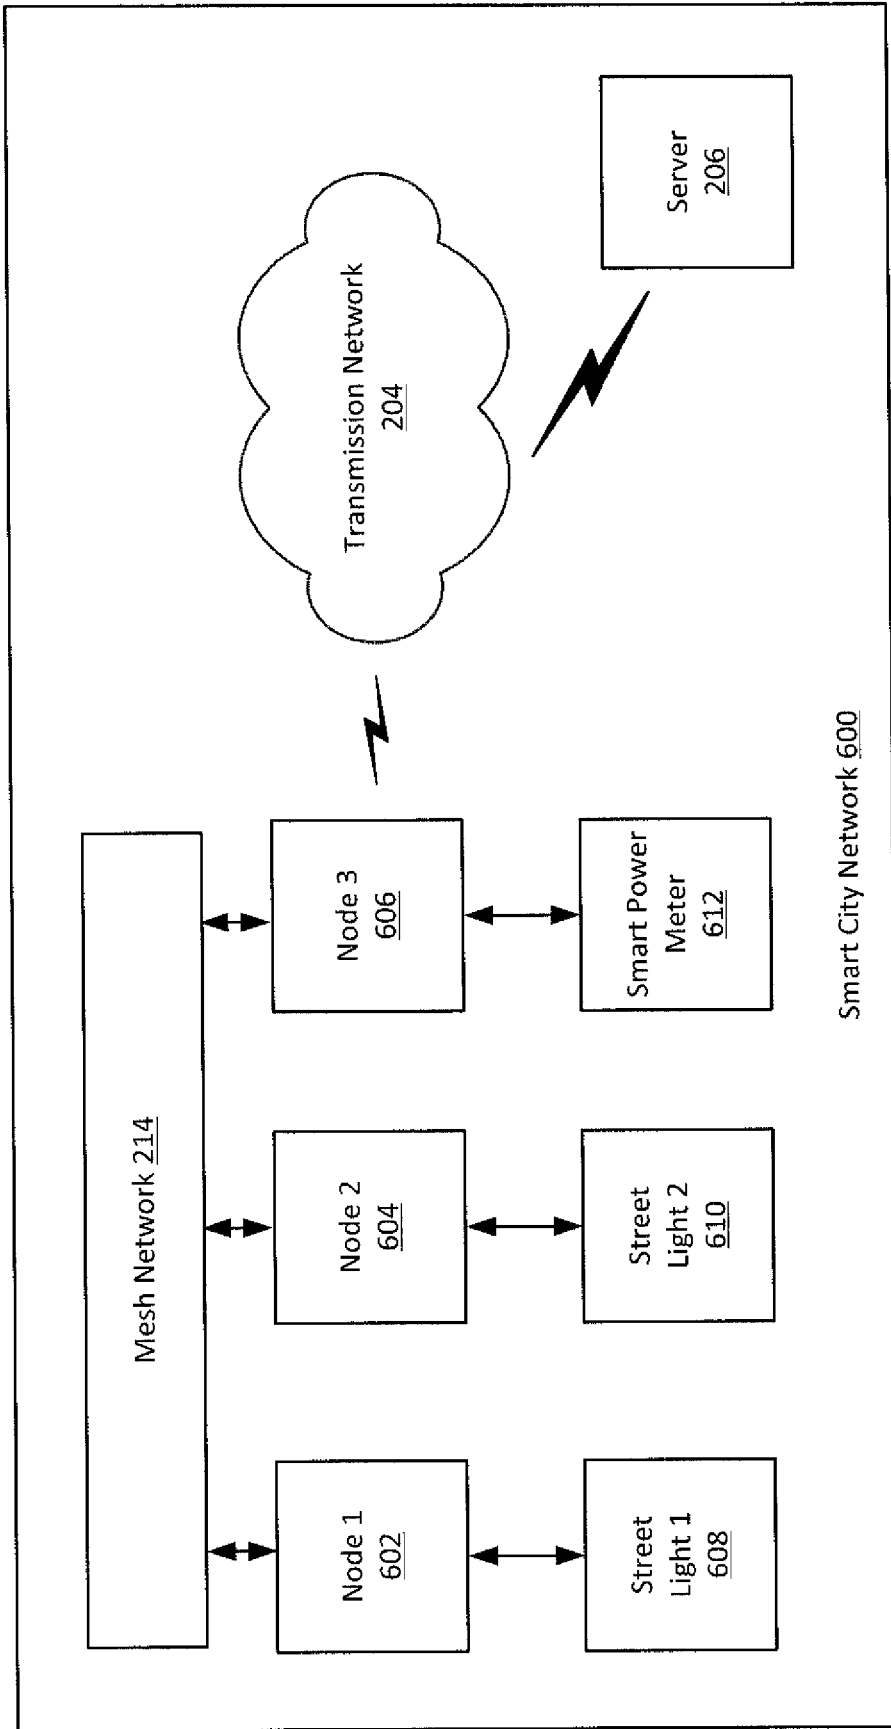 Mesh Network 214
Node 1
602
Node 2
604
Node 3
606
Transmission Network
204
Street
Light 1
608
Street
Light 2
610
Smart Power
Meter
612
Server
206
Smart City Network 600